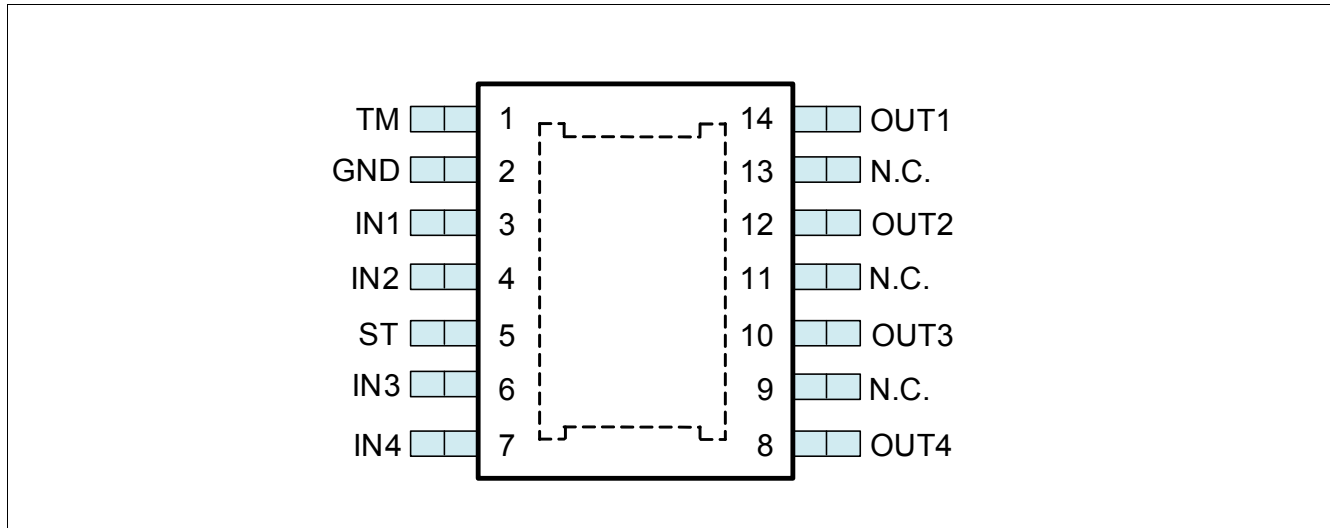 TM 1 14 OUT1
GND 2 13 N.C.
IN1 3 12 OUT2
IN2 4 11 N.C.
ST 5 10 OUT3
IN3 6 9 N.C.
IN4 7 8 OUT4